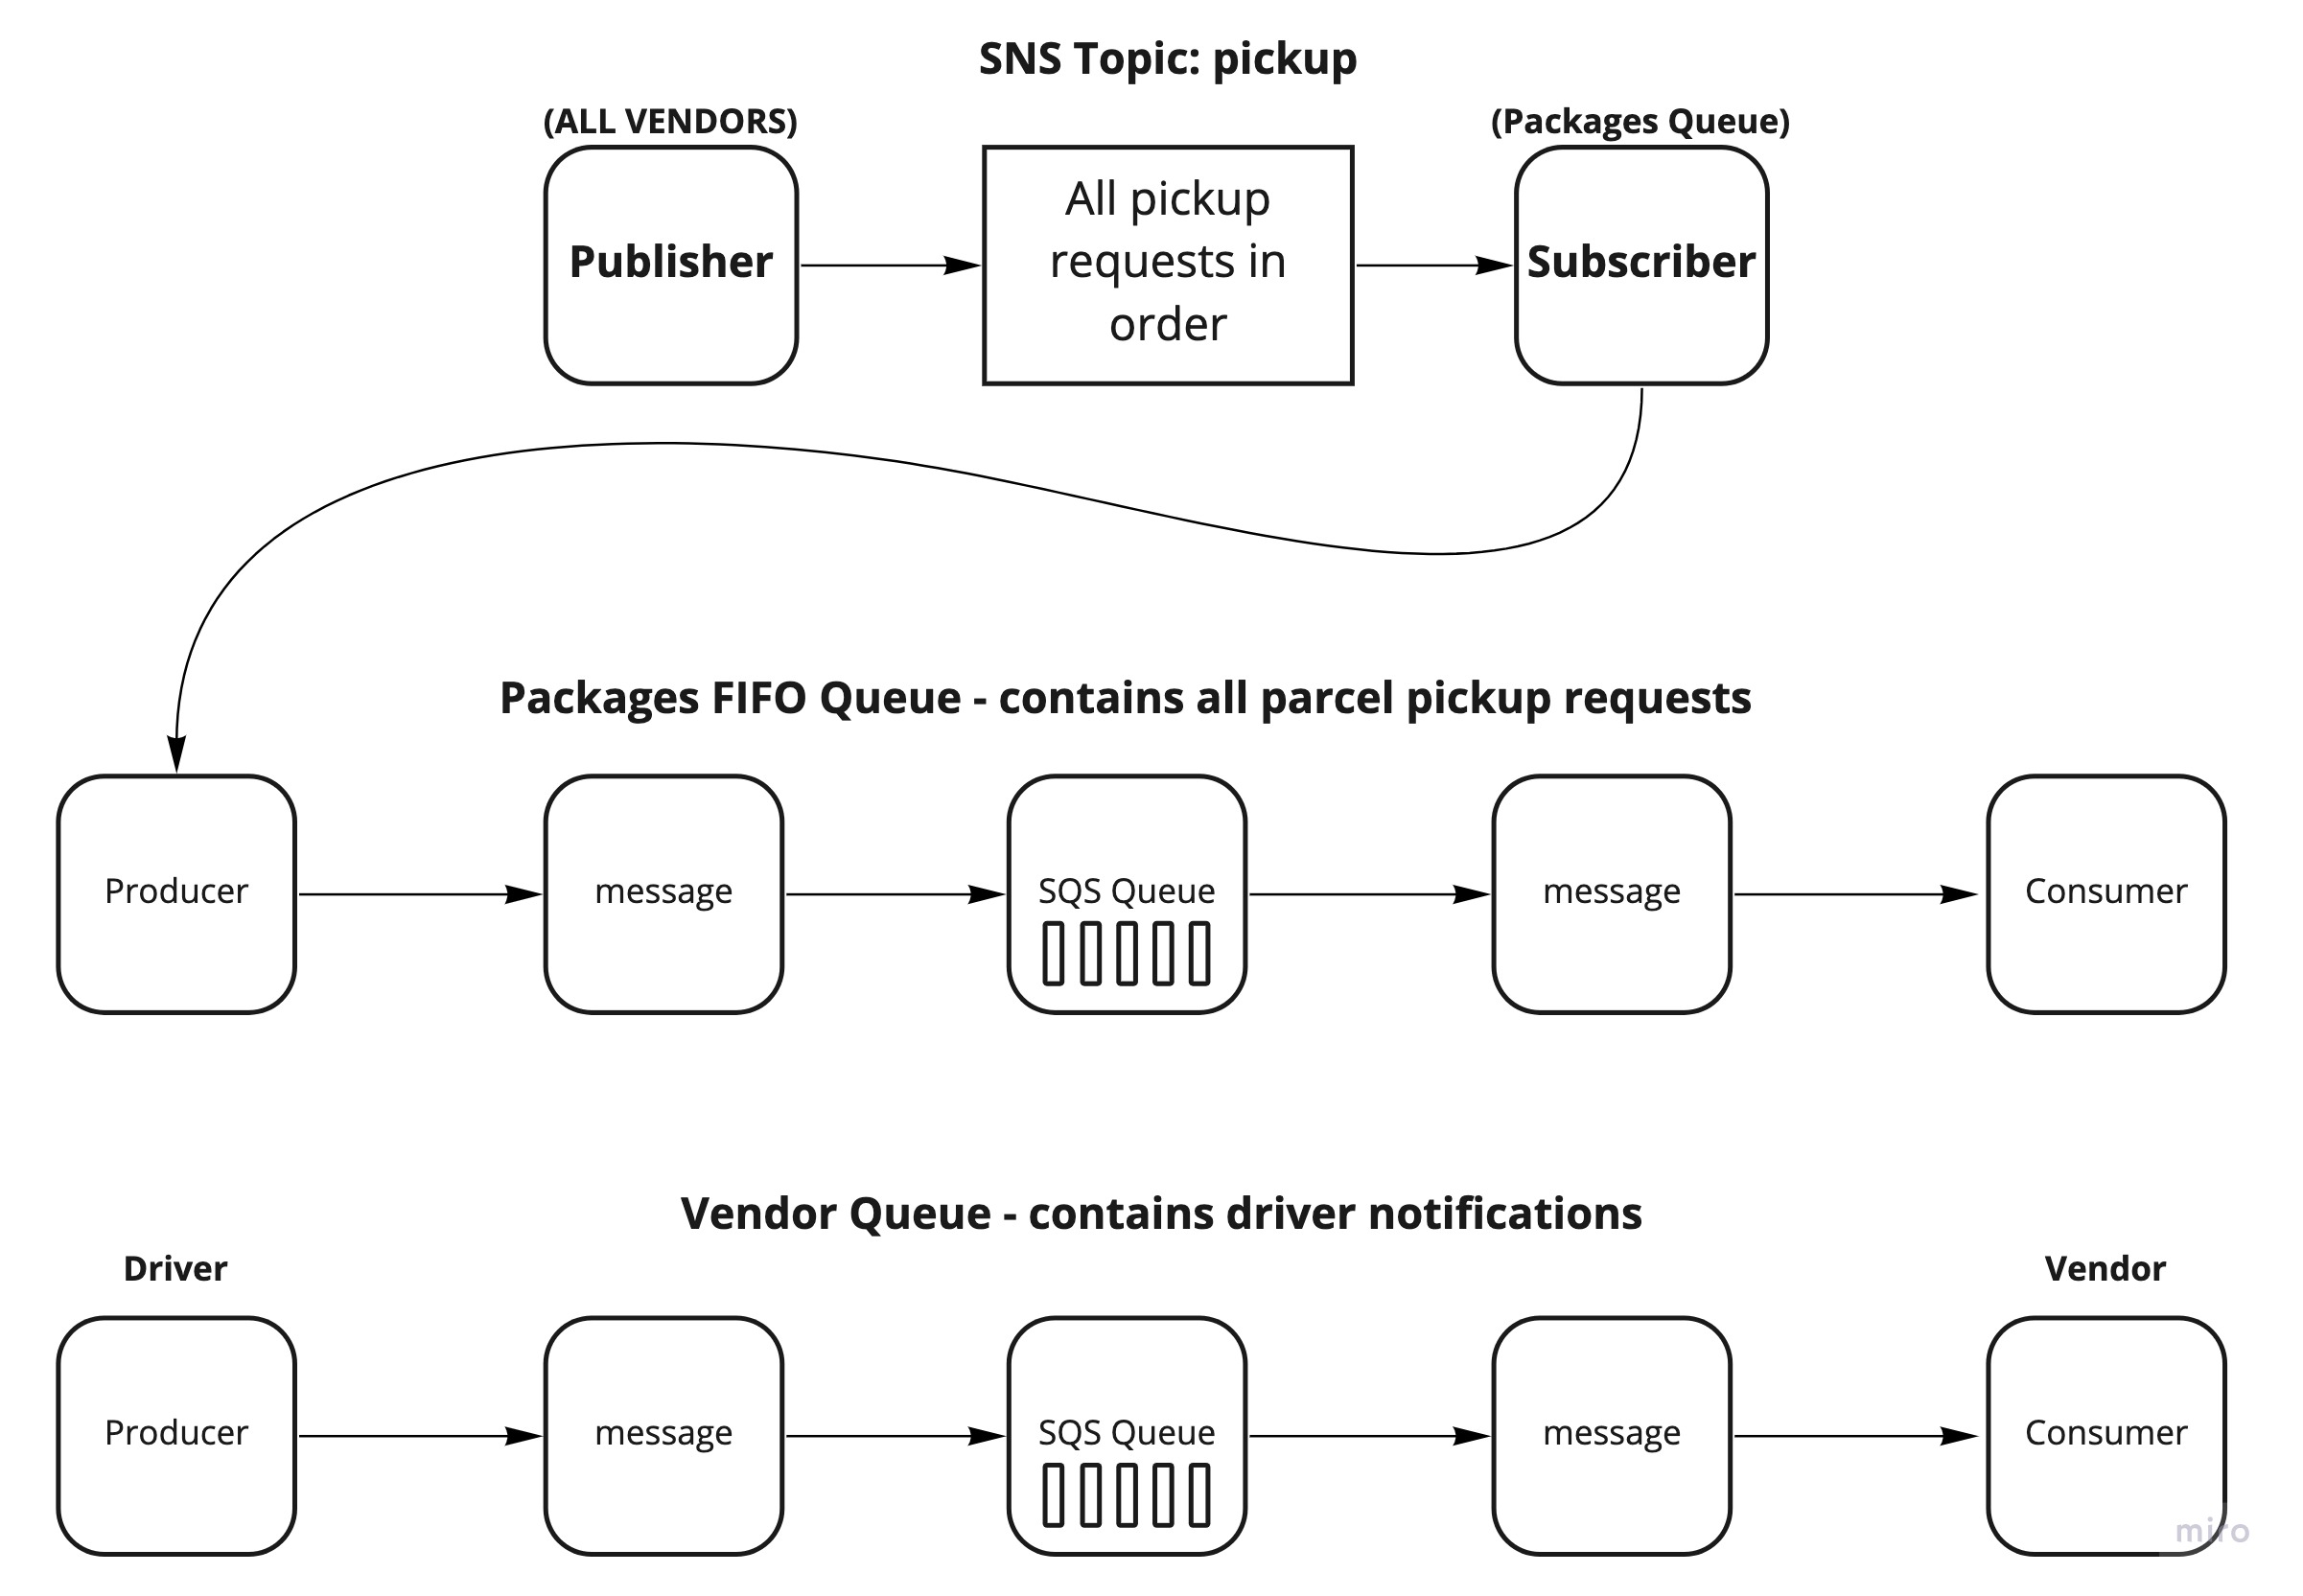 SNS Topic: pickup
(ALL VENDORS)
(Packages Queue)
Publisher
All pickup
requests in
order
Subscriber
Packages FIFO Queue - contains all parcel pickup requests
Producer
message
SQS Queue
message
Consumer
Vendor Queue - contains driver notifications
Driver
Vendor
Producer
message
SQS Queue
message
Consumer
miro